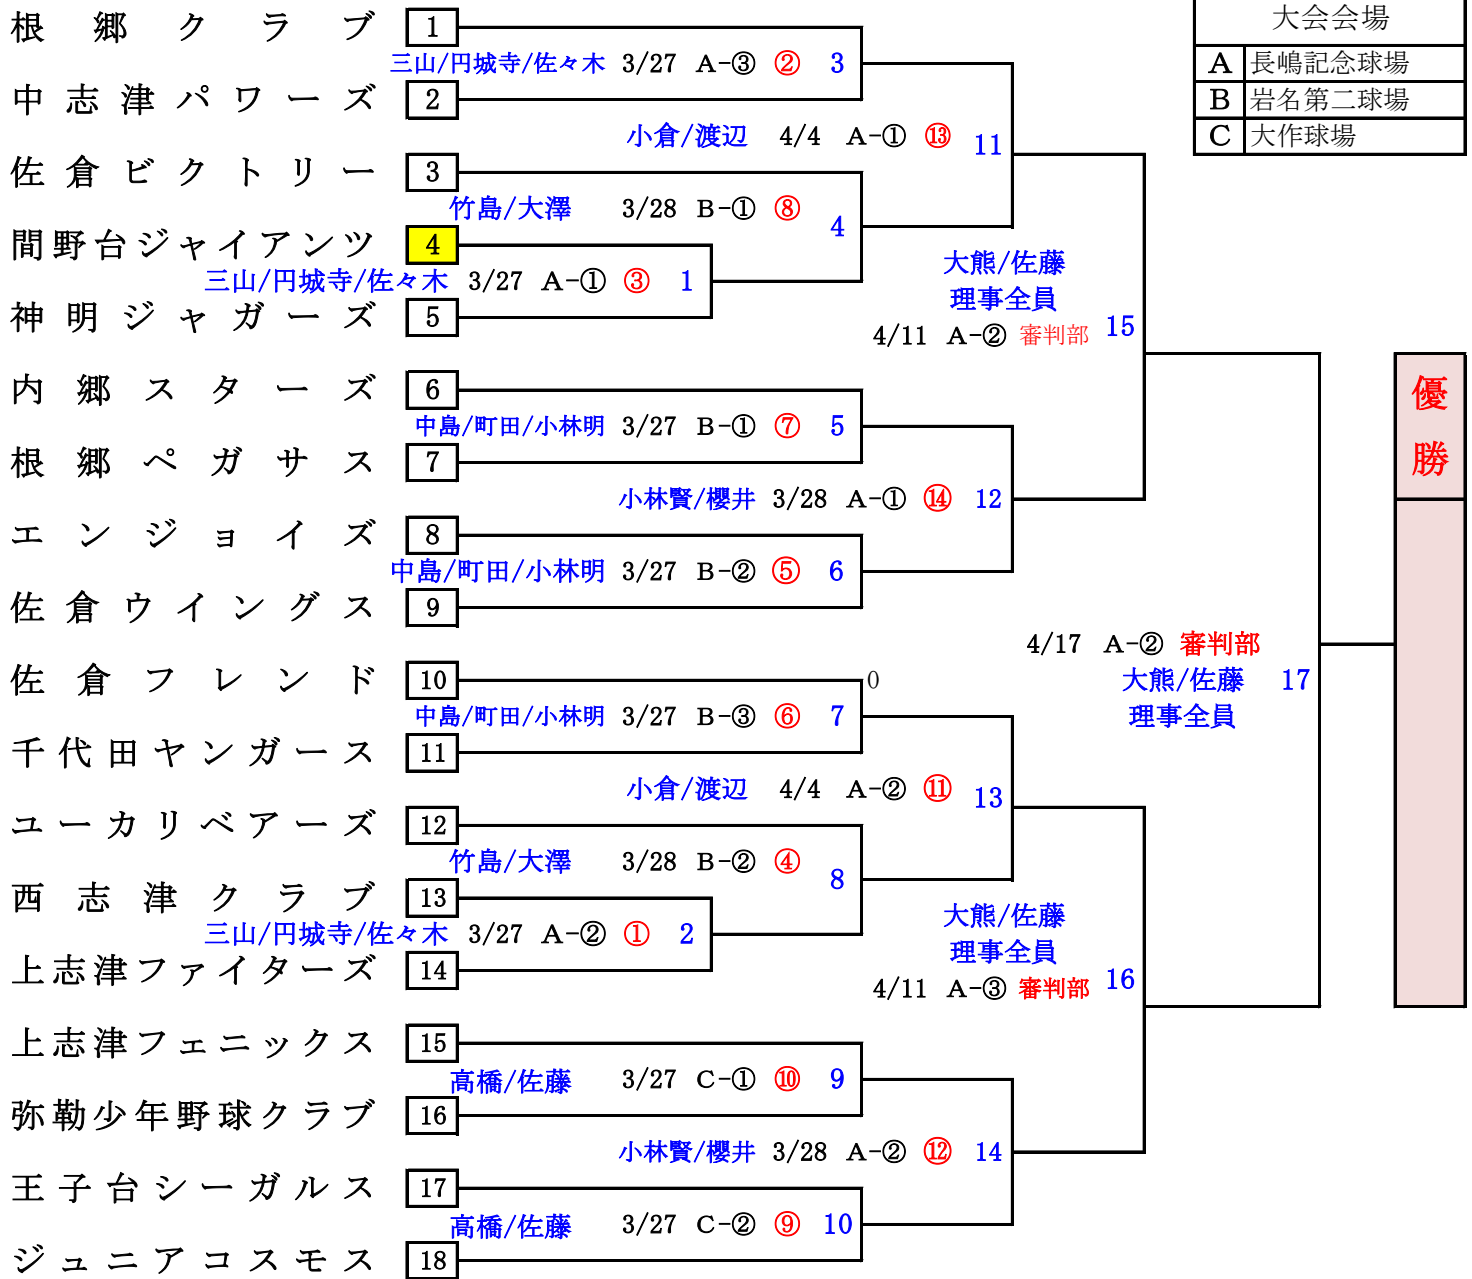 根郷クラブ 1
大会会場
三山/円城寺/佐々木 3/27 A-③ ② 3
A 長嶋記念球場
中志津パワーズ 2
B 岩名第二球場
小倉/渡辺 4/4 A-① ⑬ 11
C 大作球場
佐倉ビクトリー 3
竹島/大澤 3/28 B-① ⑧ 4
間野台ジャイアンツ 4
三山/円城寺/佐々木 3/27 A-① ③ 1
大熊/佐藤
理事全員
神明ジャガーズ 5
4/11 A-② 審判部 15
内郷スターズ 6
優勝
中島/町田/小林明 3/27 B-① ⑦ 5
根郷ペガサス 7
小林賢/櫻井 3/28 A-① ⑭ 12
エンジョイズ 8
中島/町田/小林明 3/27 B-② ⑤ 6
佐倉ウイングス 9
4/17 A-② 審判部
大熊/佐藤 17
理事全員
佐倉フレンド 10 0
中島/町田/小林明 3/27 B-③ ⑥ 7
千代田ヤンガース 11
小倉/渡辺 4/4 A-② ⑪ 13
ユーカリベアーズ 12
竹島/大澤 3/28 B-② ④ 8
西志津クラブ 13
三山/円城寺/佐々木 3/27 A-② ① 2
大熊/佐藤
理事全員
上志津ファイターズ 14
4/11 A-③ 審判部 16
上志津フェニックス 15
高橋/佐藤 3/27 C-① ⑩ 9
弥勒少年野球クラブ 16
小林賢/櫻井 3/28 A-② ⑫ 14
王子台シーガルス 17
高橋/佐藤 3/27 C-② ⑨ 10
ジュニアコスモス 18